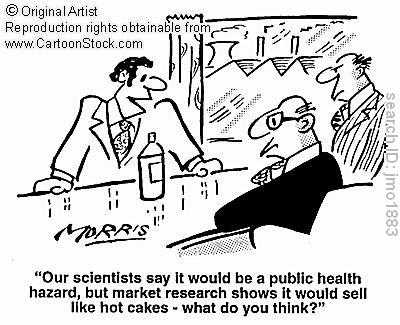 © Original Artist
Reproduction rights obtainable from
www.CartoonStock.com
search ID: jmo1883
MORRIS
"Our scientists say it would be a public health
hazard, but market research shows it would sell
like hot cakes - what do you think?"